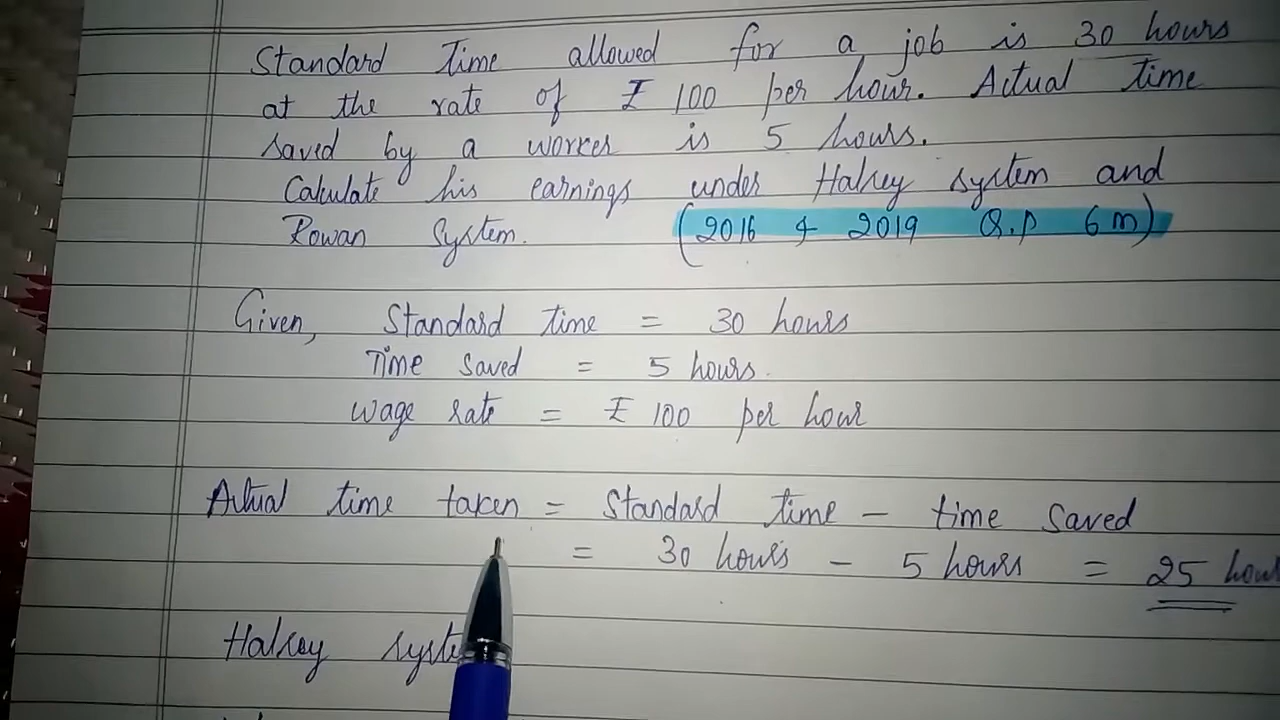 Standard Time allowed for a job is 30 hours
at the rate of ₹ 100 per hour. Actual time
saved by a worker is 5 hours.
Calculate his earnings under Halsey system and
Rowan System. (2016 & 2019 Q.P 6m)
Given, Standard time = 30 hours
Time saved = 5 hours.
Wage rate = ₹ 100 per hour
Actual time taken = Standard time - time saved
= 30 hours - 5 hours = 25 hou
Halsey syste